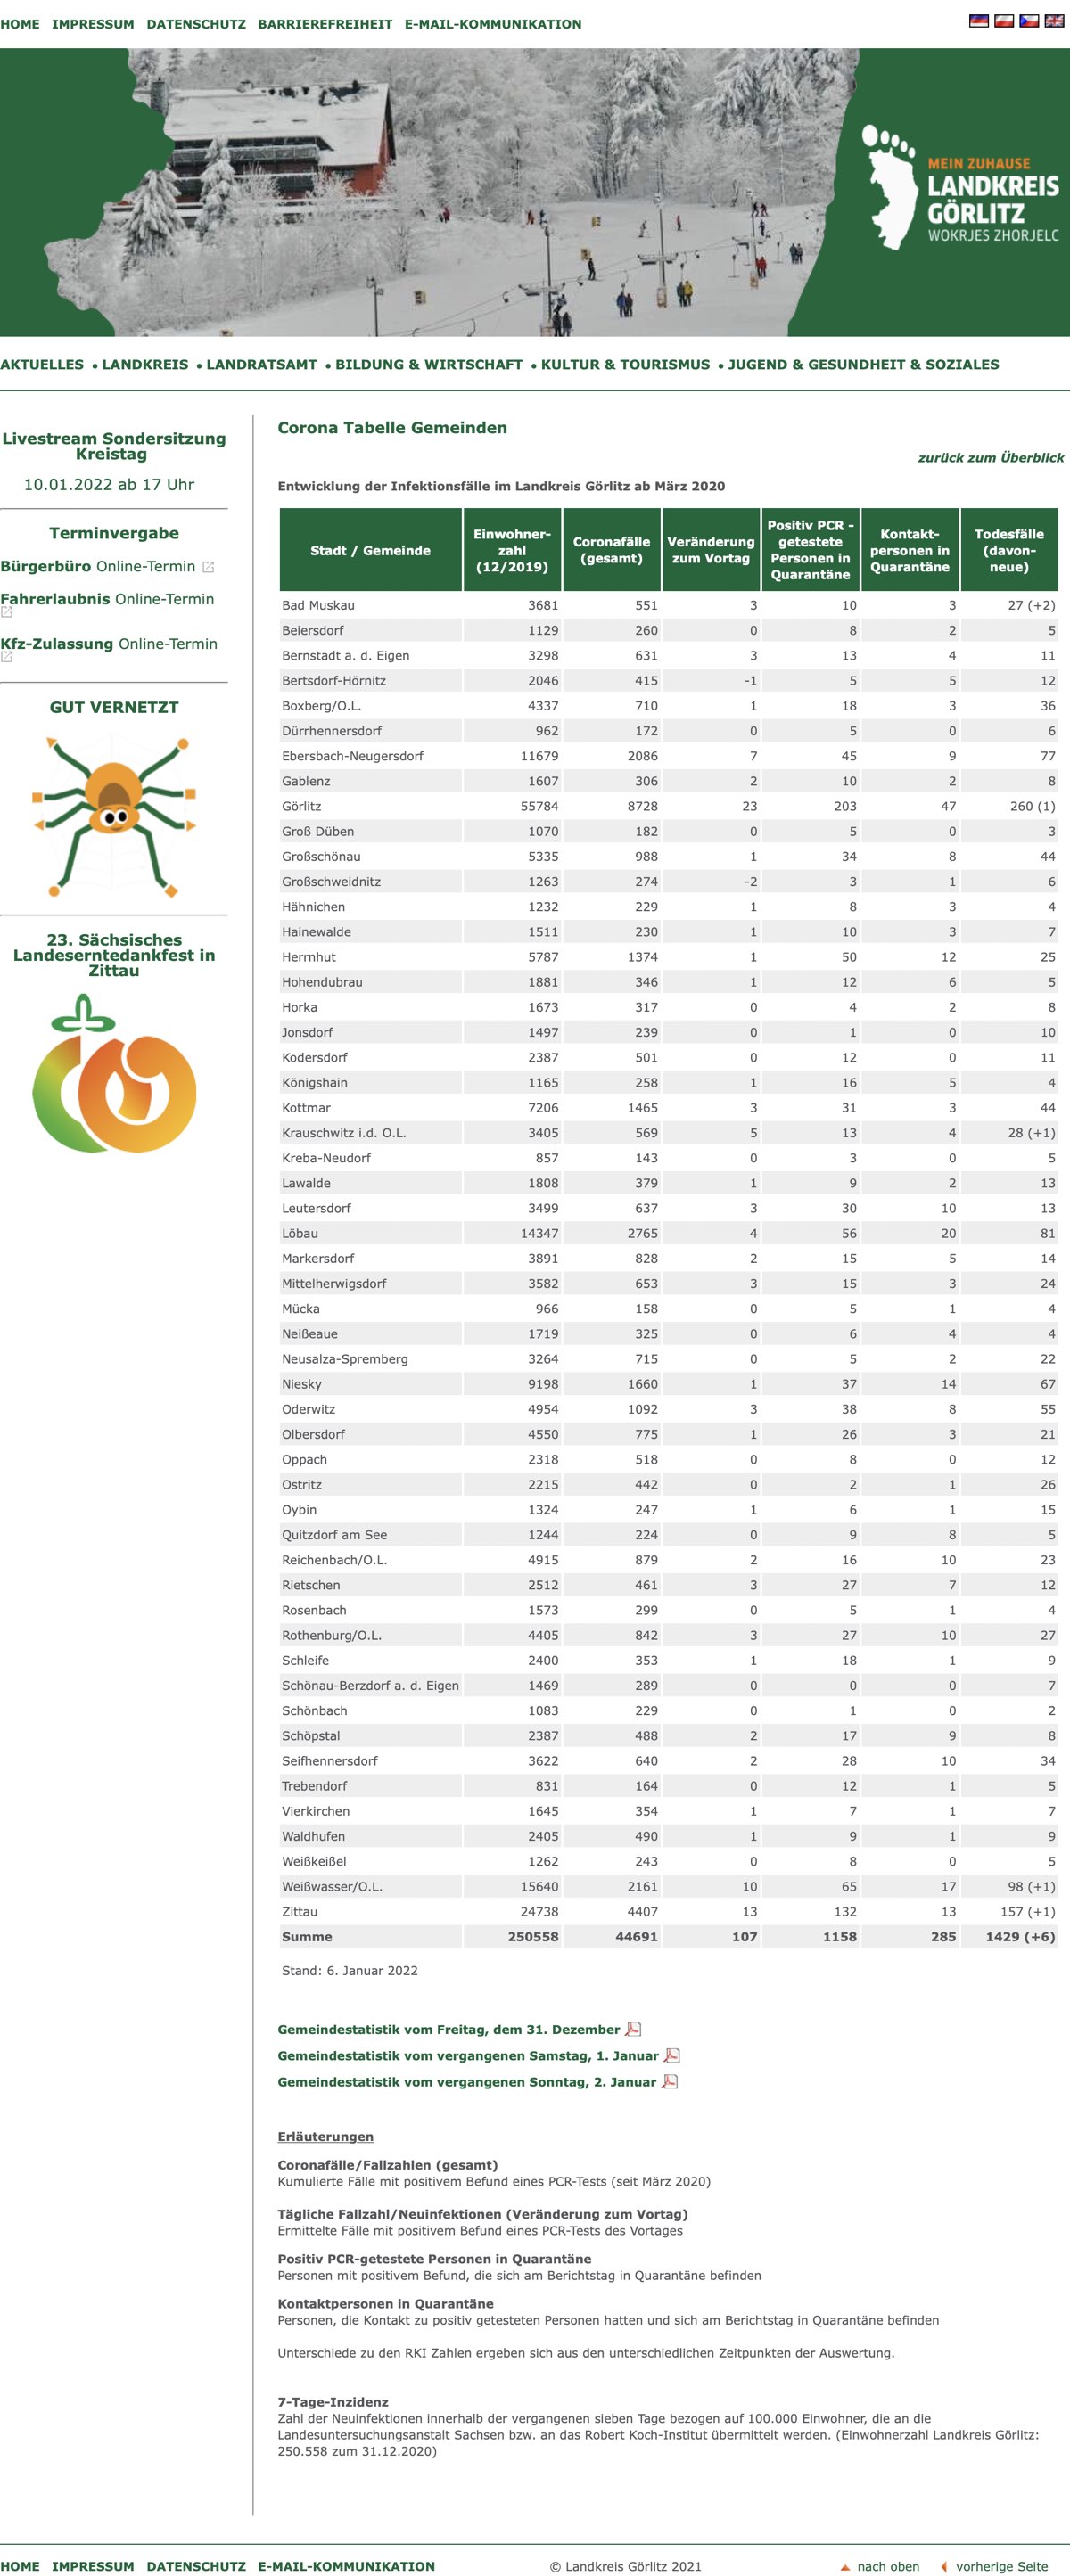 HOME IMPRESSUM DATENSCHUTZ BARRIEREFREIHEIT E-MAIL-KOMMUNIKATION
MEIN ZUHAUSE
LANDKREIS
GÖRLITZ
WOKRJES ZHORJELC
AKTUELLES • LANDKREIS • LANDRATSAMT • BILDUNG & WIRTSCHAFT • KULTUR & TOURISMUS • JUGEND & GESUNDHEIT & SOZIALES
Livestream Sondersitzung
Kreistag
10.01.2022 ab 17 Uhr
Terminvergabe
Bürgerbüro Online-Termin
Fahrerlaubnis Online-Termin
Kfz-Zulassung Online-Termin
GUT VERNETZT
23. Sächsisches
Landeserntedankfest in
Zittau
Corona Tabelle Gemeinden
zurück zum Überblick
Entwicklung der Infektionsfälle im Landkreis Görlitz ab März 2020
Stadt / Gemeinde Einwohner-zahl (12/2019) Coronafälle (gesamt) Veränderung zum Vortag Positiv PCR - getestete Personen in Quarantäne Kontakt-personen in Quarantäne Todesfälle (davon-neue)
Bad Muskau 3681 551 3 10 3 27 (+2)
Beiersdorf 1129 260 0 8 2 5
Bernstadt a. d. Eigen 3298 631 3 13 4 11
Bertsdorf-Hörnitz 2046 415 -1 5 5 12
Boxberg/O.L. 4337 710 1 18 3 36
Dürrhennersdorf 962 172 0 5 0 6
Ebersbach-Neugersdorf 11679 2086 7 45 9 77
Gablenz 1607 306 2 10 2 8
Görlitz 55784 8728 23 203 47 260 (1)
Groß Düben 1070 182 0 5 0 3
Großschönau 5335 988 1 34 8 44
Großschweidnitz 1263 274 -2 3 1 6
Hähnichen 1232 229 1 8 3 4
Hainewalde 1511 230 1 10 3 7
Herrnhut 5787 1374 1 50 12 25
Hohendubrau 1881 346 1 12 6 5
Horka 1673 317 0 4 2 8
Jonsdorf 1497 239 0 1 0 10
Kodersdorf 2387 501 0 12 0 11
Königshain 1165 258 1 16 5 4
Kottmar 7206 1465 3 31 3 44
Krauschwitz i.d. O.L. 3405 569 5 13 4 28 (+1)
Kreba-Neudorf 857 143 0 3 0 5
Lawalde 1808 379 1 9 2 13
Leutersdorf 3499 637 3 30 10 13
Löbau 14347 2765 4 56 20 81
Markersdorf 3891 828 2 15 5 14
Mittelherwigsdorf 3582 653 3 15 3 24
Mücka 966 158 0 5 1 4
Neißeaue 1719 325 0 6 4 4
Neusalza-Spremberg 3264 715 0 5 2 22
Niesky 9198 1660 1 37 14 67
Oderwitz 4954 1092 3 38 8 55
Olbersdorf 4550 775 1 26 3 21
Oppach 2318 518 0 8 0 12
Ostritz 2215 442 0 2 1 26
Oybin 1324 247 1 6 1 15
Quitzdorf am See 1244 224 0 9 8 5
Reichenbach/O.L. 4915 879 2 16 10 23
Rietschen 2512 461 3 27 7 12
Rosenbach 1573 299 0 5 1 4
Rothenburg/O.L. 4405 842 3 27 10 27
Schleife 2400 353 1 18 1 9
Schönau-Berzdorf a. d. Eigen 1469 289 0 0 0 7
Schönbach 1083 229 0 1 0 2
Schöpstal 2387 488 2 17 9 8
Seifhennersdorf 3622 640 2 28 10 34
Trebendorf 831 164 0 12 1 5
Vierkirchen 1645 354 1 7 1 7
Waldhufen 2405 490 1 9 1 9
Weißkeißel 1262 243 0 8 0 5
Weißwasser/O.L. 15640 2161 10 65 17 98 (+1)
Zittau 24738 4407 13 132 13 157 (+1)
Summe 250558 44691 107 1158 285 1429 (+6)
Stand: 6. Januar 2022
Gemeindestatistik vom Freitag, dem 31. Dezember
Gemeindestatistik vom vergangenen Samstag, 1. Januar
Gemeindestatistik vom vergangenen Sonntag, 2. Januar
Erläuterungen
Coronafälle/Fallzahlen (gesamt)
Kumulierte Fälle mit positivem Befund eines PCR-Tests (seit März 2020)
Tägliche Fallzahl/Neuinfektionen (Veränderung zum Vortag)
Ermittelte Fälle mit positivem Befund eines PCR-Tests des Vortages
Positiv PCR-getestete Personen in Quarantäne
Personen mit positivem Befund, die sich am Berichtstag in Quarantäne befinden
Kontaktpersonen in Quarantäne
Personen, die Kontakt zu positiv getesteten Personen hatten und sich am Berichtstag in Quarantäne befinden
Unterschiede zu den RKI Zahlen ergeben sich aus den unterschiedlichen Zeitpunkten der Auswertung.
7-Tage-Inzidenz
Zahl der Neuinfektionen innerhalb der vergangenen sieben Tage bezogen auf 100.000 Einwohner, die an die
Landesuntersuchungsanstalt Sachsen bzw. an das Robert Koch-Institut übermittelt werden. (Einwohnerzahl Landkreis Görlitz:
250.558 zum 31.12.2020)
HOME IMPRESSUM DATENSCHUTZ E-MAIL-KOMMUNIKATION © Landkreis Görlitz 2021 nach oben vorherige Seite